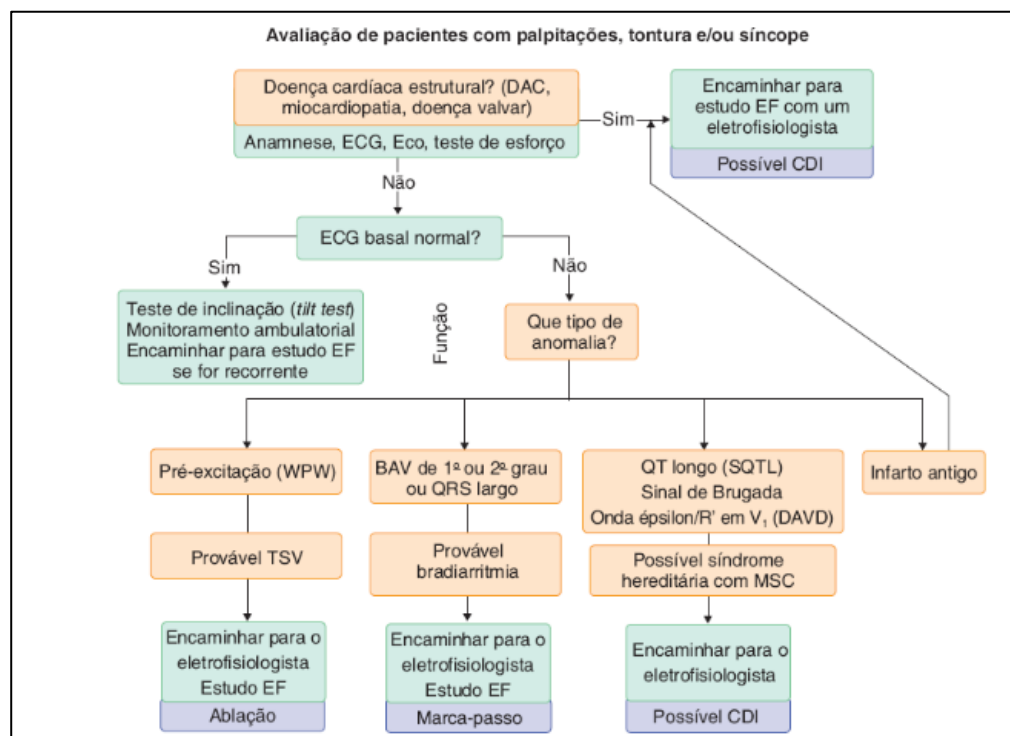 Avaliação de pacientes com palpitações, tontura e/ou síncope
Doença cardíaca estrutural? (DAC,
miocardiopatia, doença valvar)
Anamnese, ECG, Eco, teste de esforço
Sim
Encaminhar para
estudo EF com um
eletrofisiologista
Possível CDI
Não
ECG basal normal?
Sim
Não
Teste de inclinação (tilt test)
Monitoramento ambulatorial
Encaminhar para estudo EF
se for recorrente
Função
Que tipo de
anomalia?
Pré-excitação (WPW)
BAV de 1º ou 2º grau
ou QRS largo
QT longo (SQTL)
Sinal de Brugada
Onda épsilon/R' em V₁ (DAVD)
Infarto antigo
Provável TSV
Provável
bradiarritmia
Possível síndrome
hereditária com MSC
Encaminhar para o
eletrofisiologista
Estudo EF
Ablação
Encaminhar para o
eletrofisiologista
Estudo EF
Marca-passo
Encaminhar para o
eletrofisiologista
Possível CDI